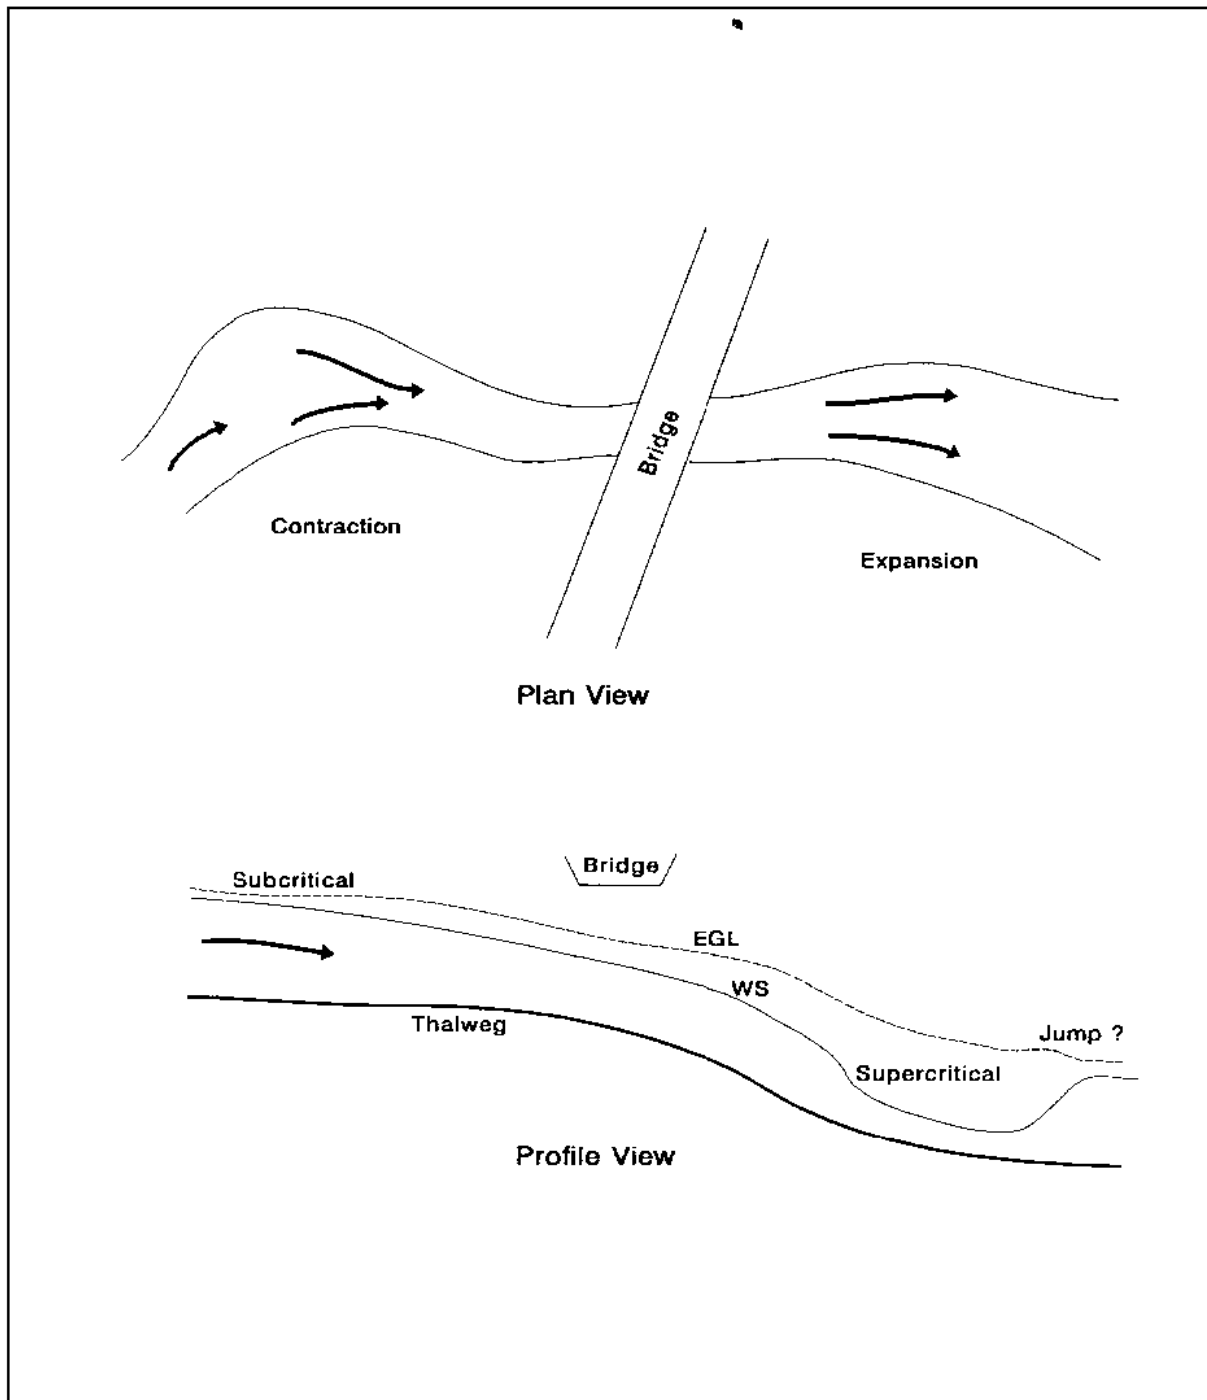 Bridge
Contraction
Expansion
Plan View
Bridge
Subcritical
EGL
WS
Thalweg
Jump ?
Supercritical
Profile View